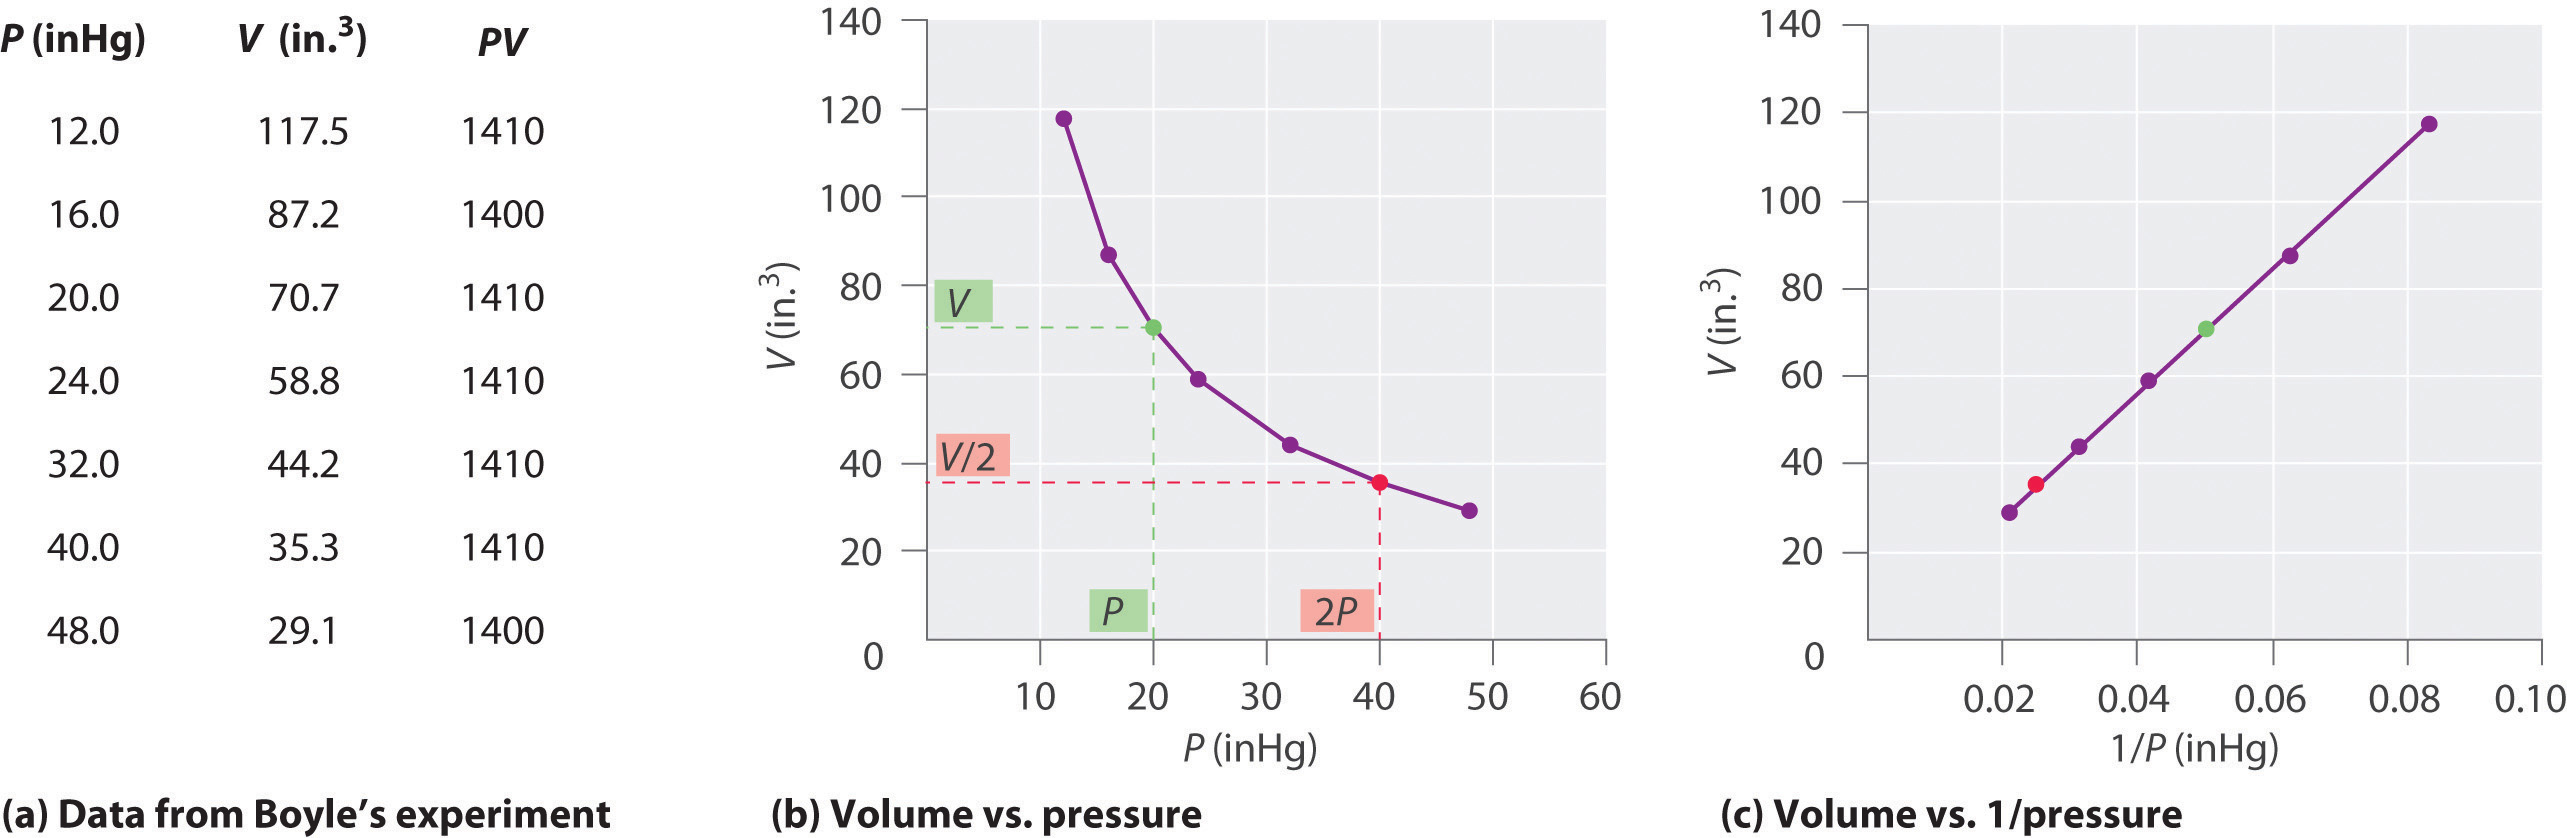 P (inHg) V (in.³) PV
12.0 117.5 1410
16.0 87.2 1400
20.0 70.7 1410
24.0 58.8 1410
32.0 44.2 1410
40.0 35.3 1410
48.0 29.1 1400
(a) Data from Boyle’s experiment
140
120
100
80
60
40
20
0
V (in.³)
V
V/2
P
2P
10 20 30 40 50 60
P (inHg)
(b) Volume vs. pressure
140
120
100
80
60
40
20
0
V (in.³)
0.02 0.04 0.06 0.08 0.10
1/P (inHg)
(c) Volume vs. 1/pressure